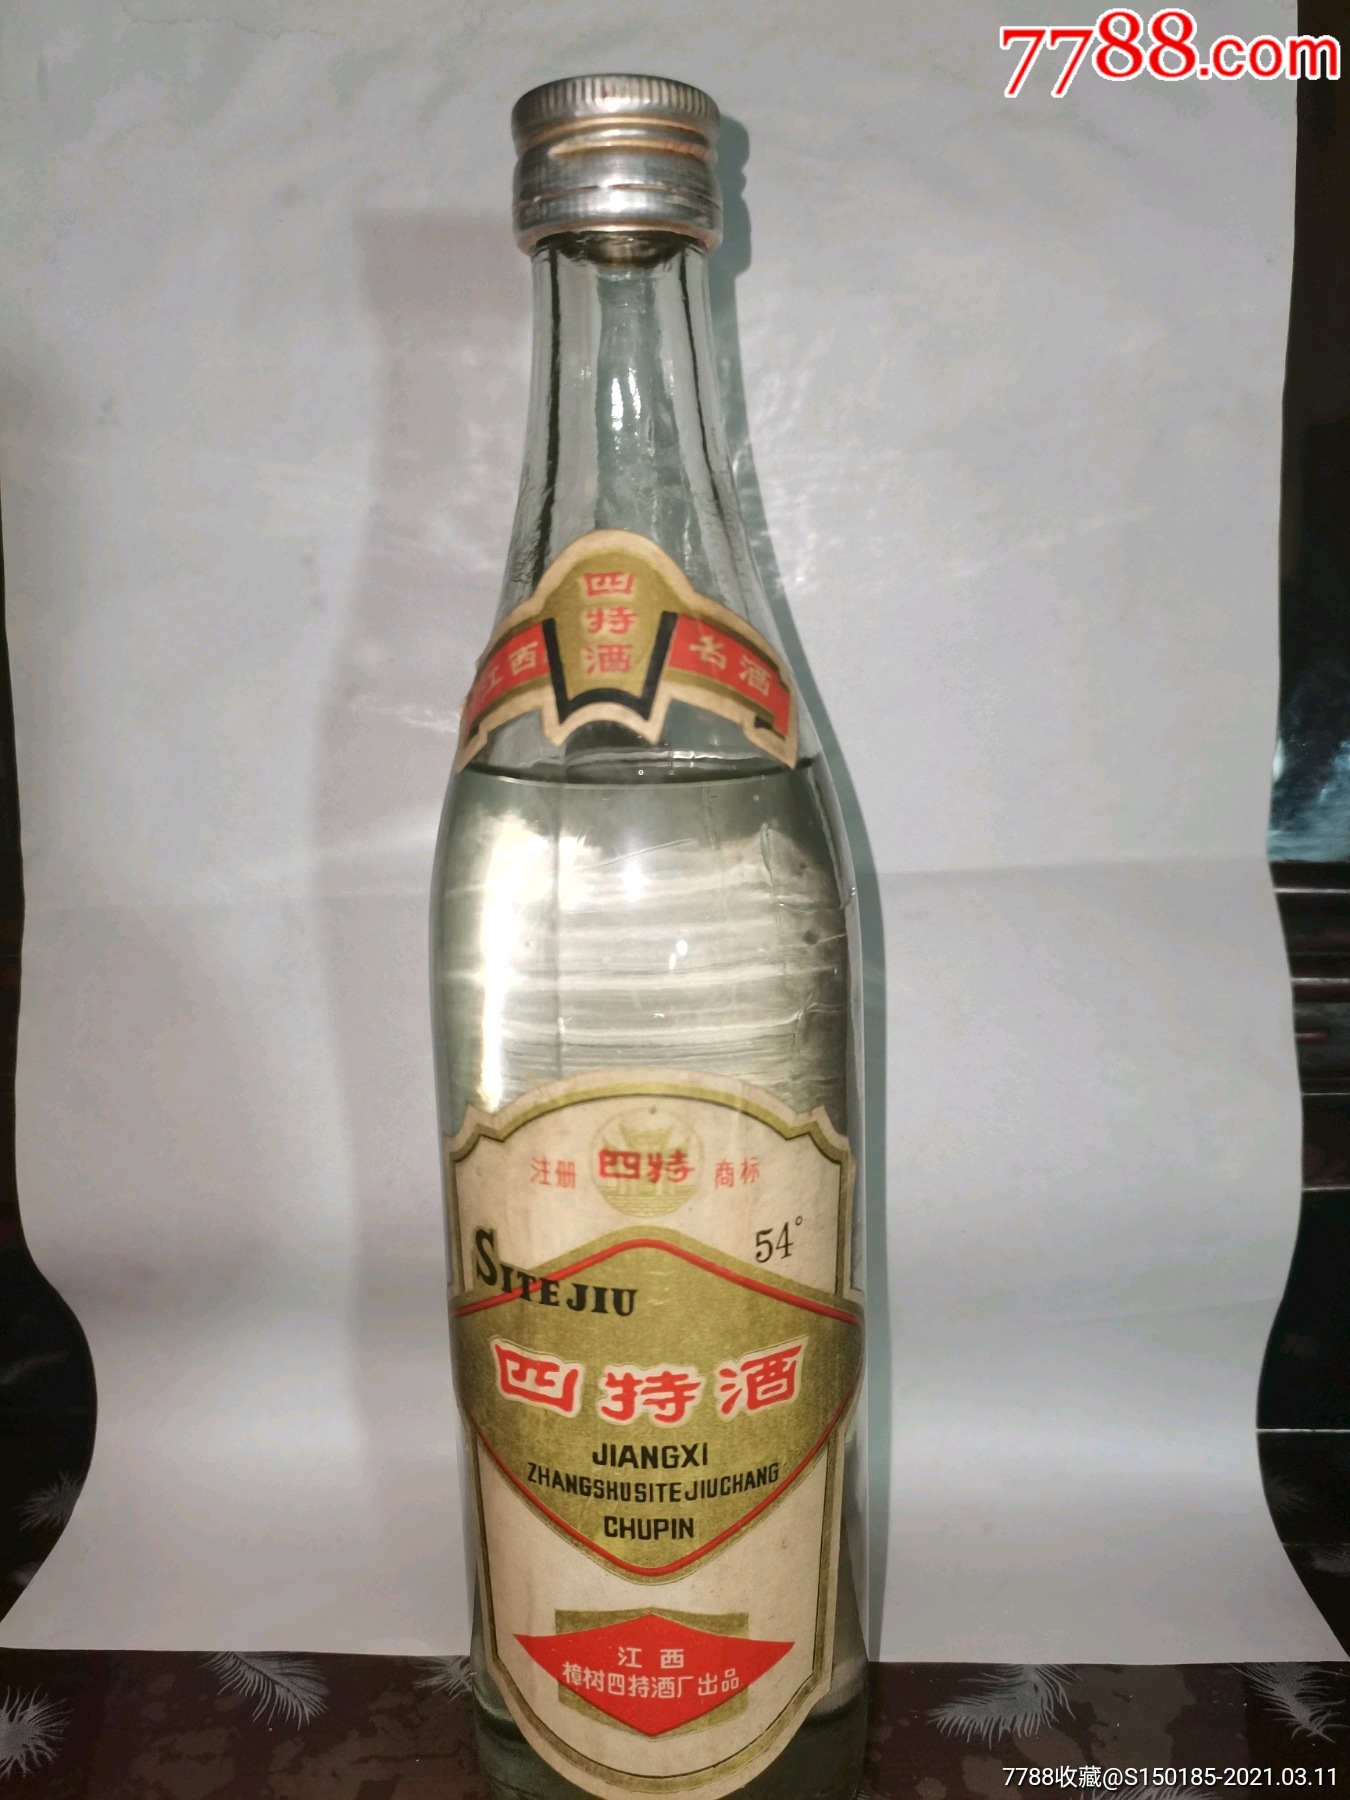 7788.com
四
特
酒
江西
名酒
注册 四特 商标
54°
SITEJIU
四特酒
JIANGXI
ZHANGSHUSITEJIUCHANG
CHUPIN
江西
樟树四特酒厂出品
7788收藏@S150185-2021.03.11